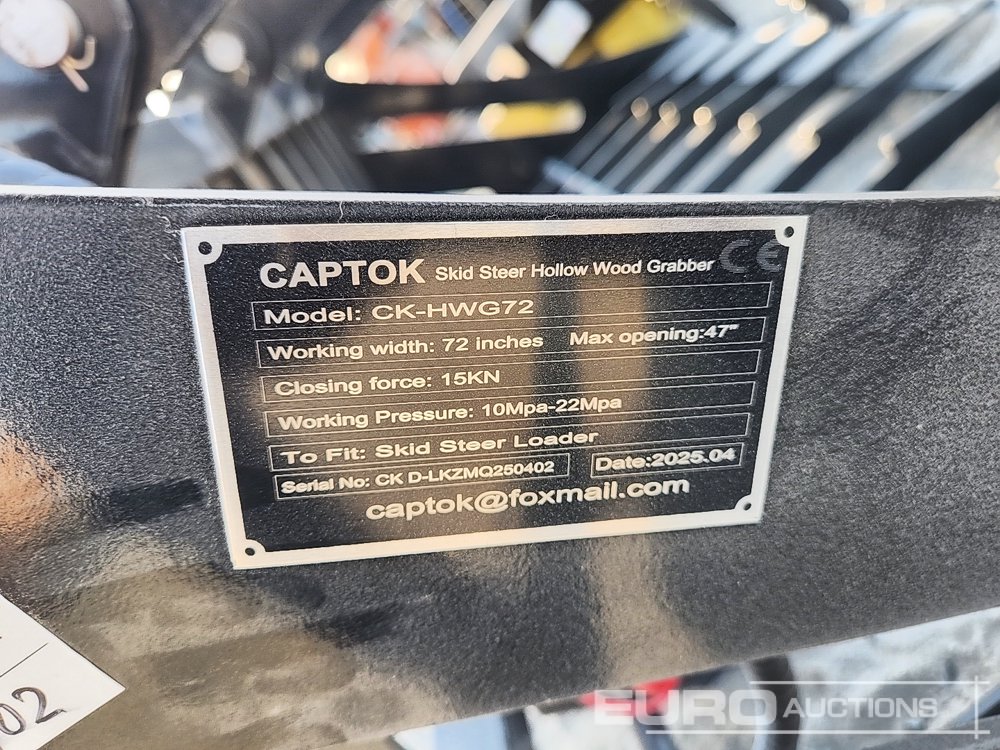 CAPTOK Skid Steer Hollow Wood Grabber CE
Model: CK-HWG72
Working width: 72 inches Max opening:47"
Closing force: 15KN
Working Pressure: 10Mpa-22Mpa
To Fit: Skid Steer Loader
Serial No: CK D-LKZMQ250402 Date:2025.04
captok@foxmail.com
02
EURO AUCTIONS